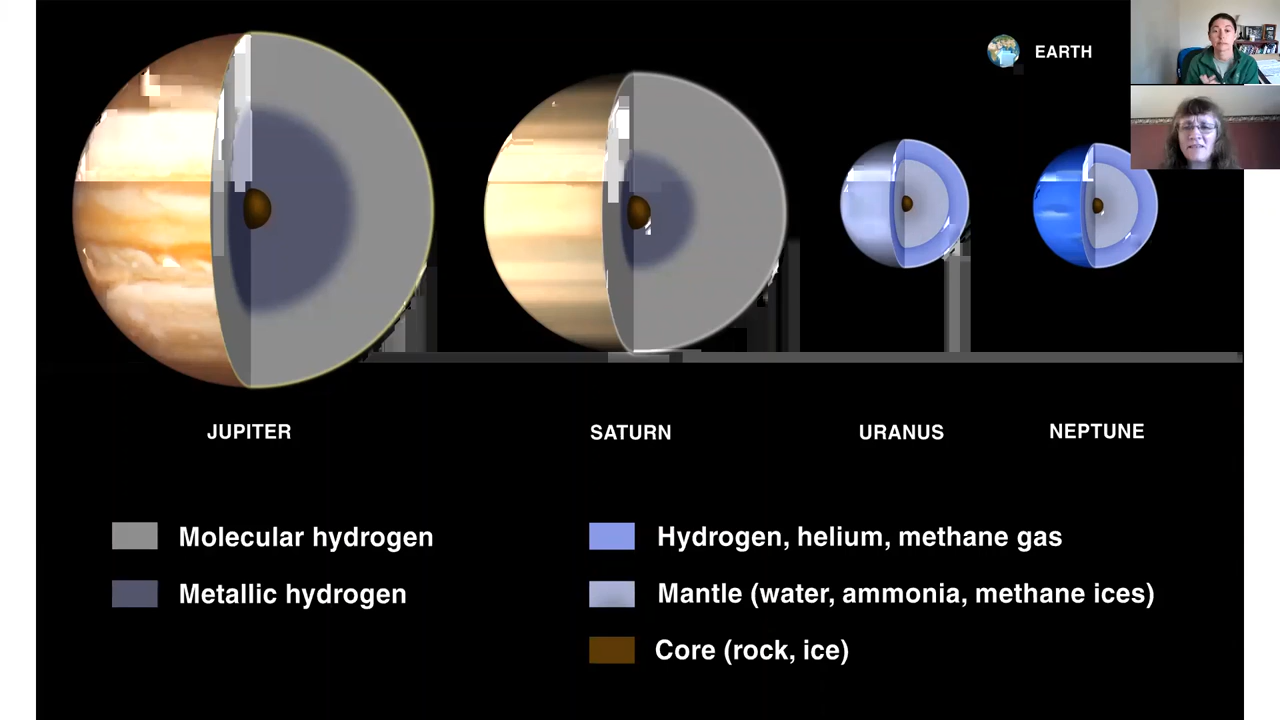 EARTH
JUPITER
SATURN
URANUS
NEPTUNE
Molecular hydrogen
Metallic hydrogen
Hydrogen, helium, methane gas
Mantle (water, ammonia, methane ices)
Core (rock, ice)